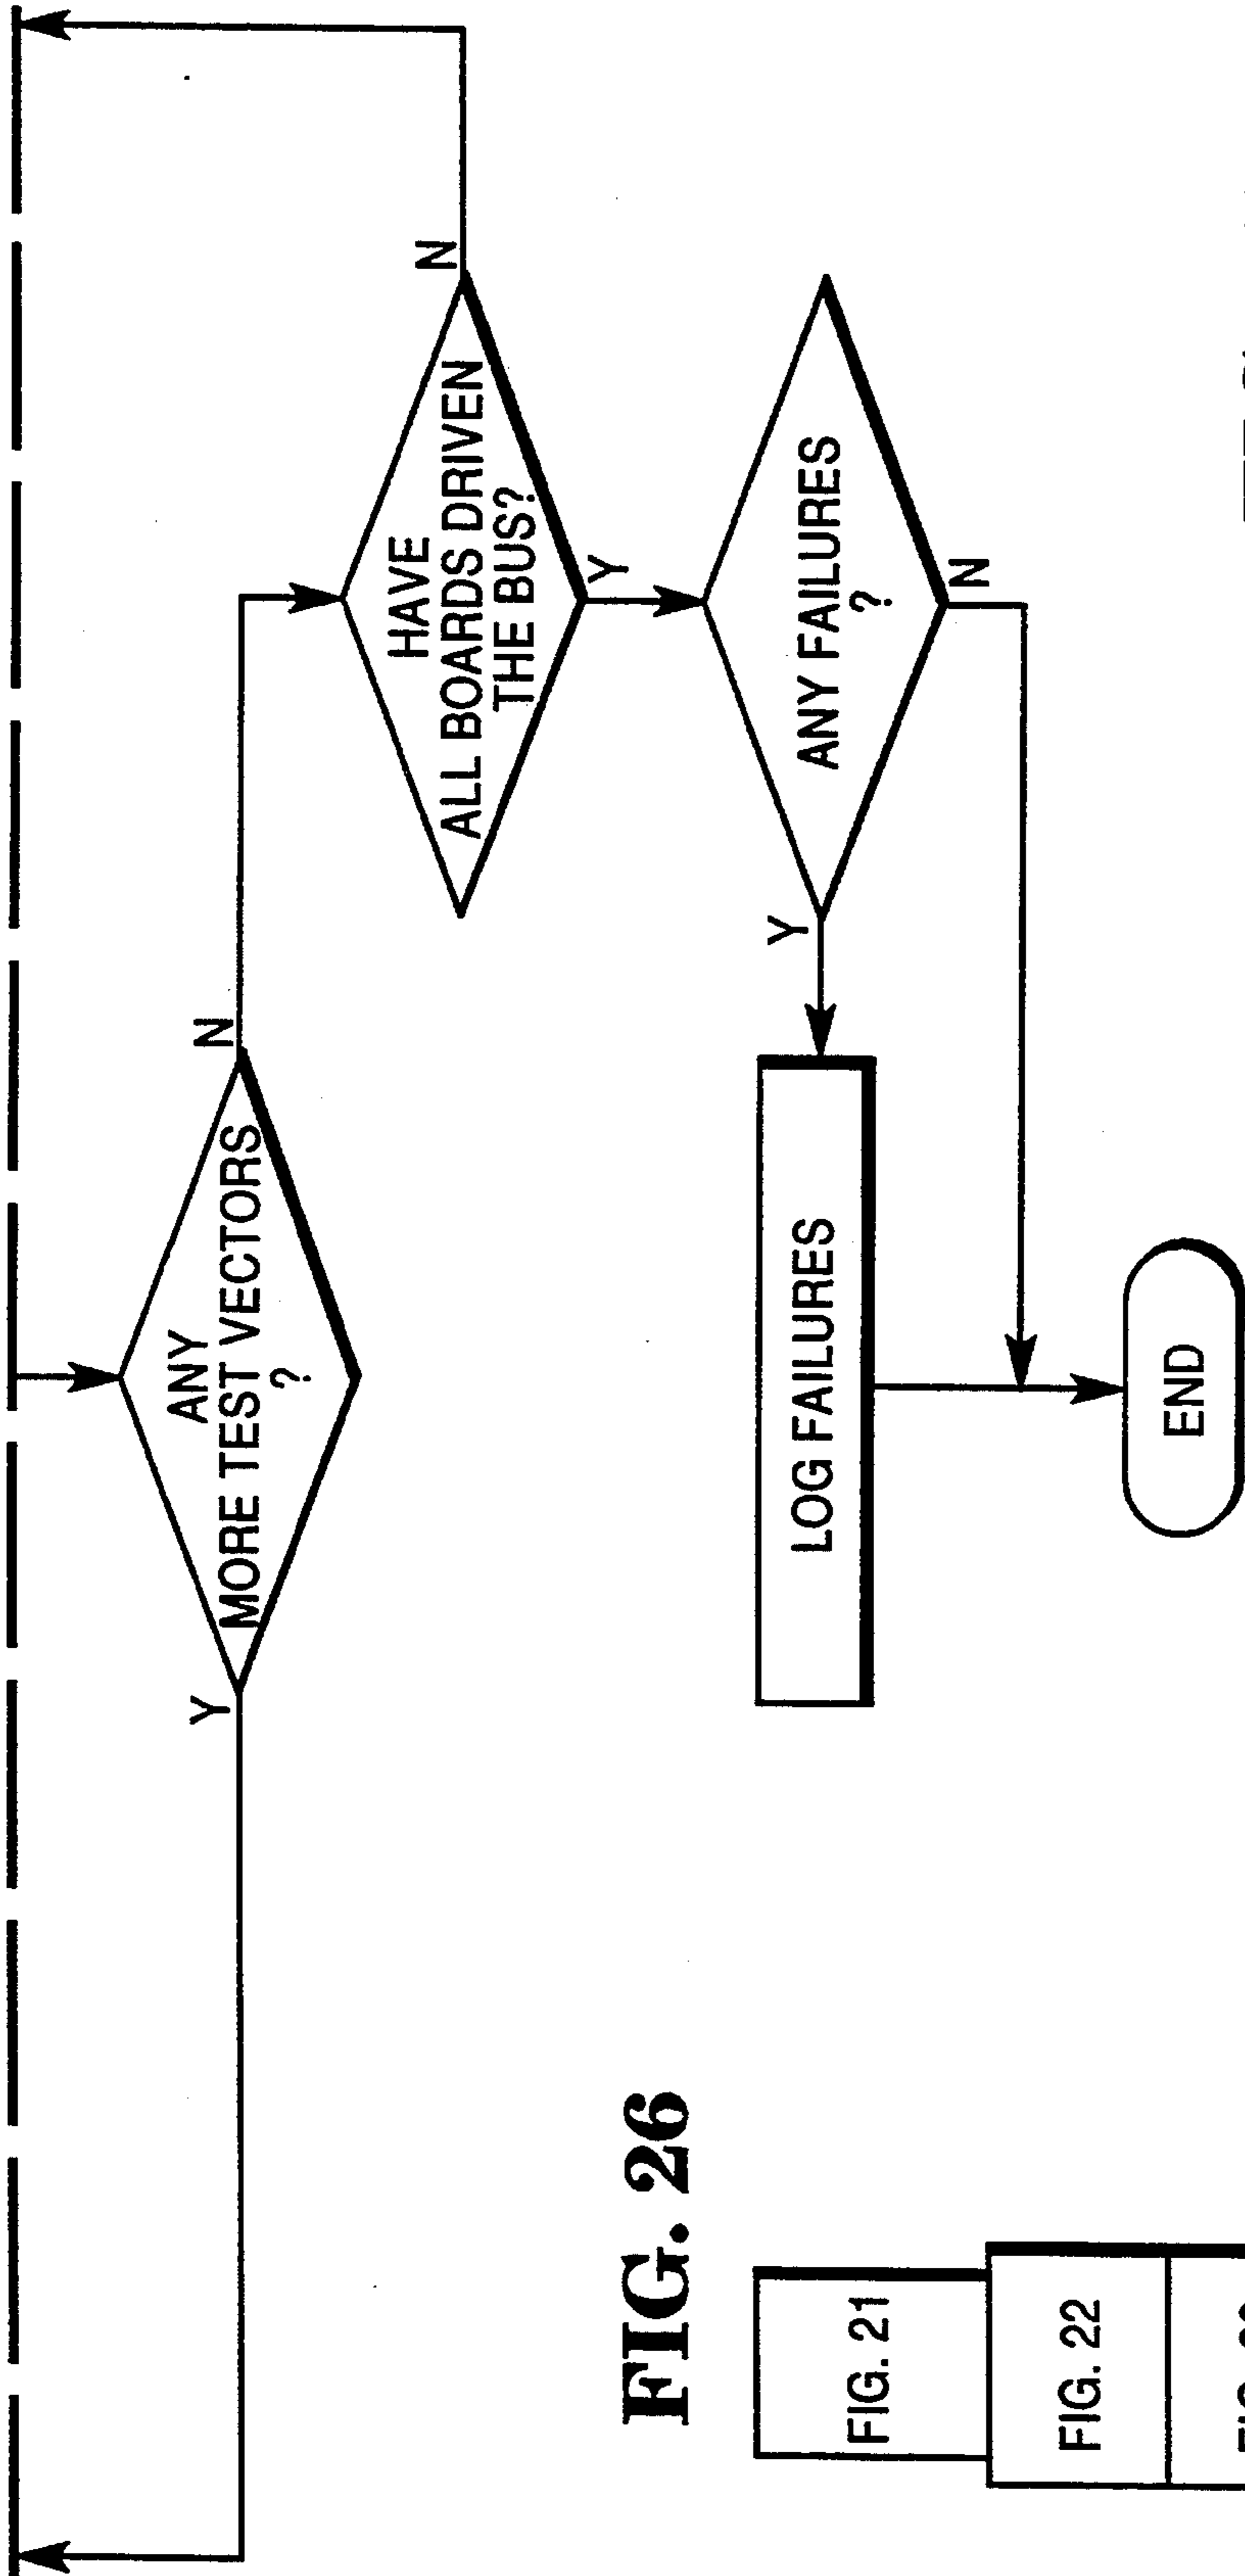 ANY
MORE TEST VECTORS
?
Y
N
HAVE
ALL BOARDS DRIVEN
THE BUS?
N
Y
ANY FAILURES
?
Y
N
LOG FAILURES
END
FIG. 26
FIG. 21
FIG. 22